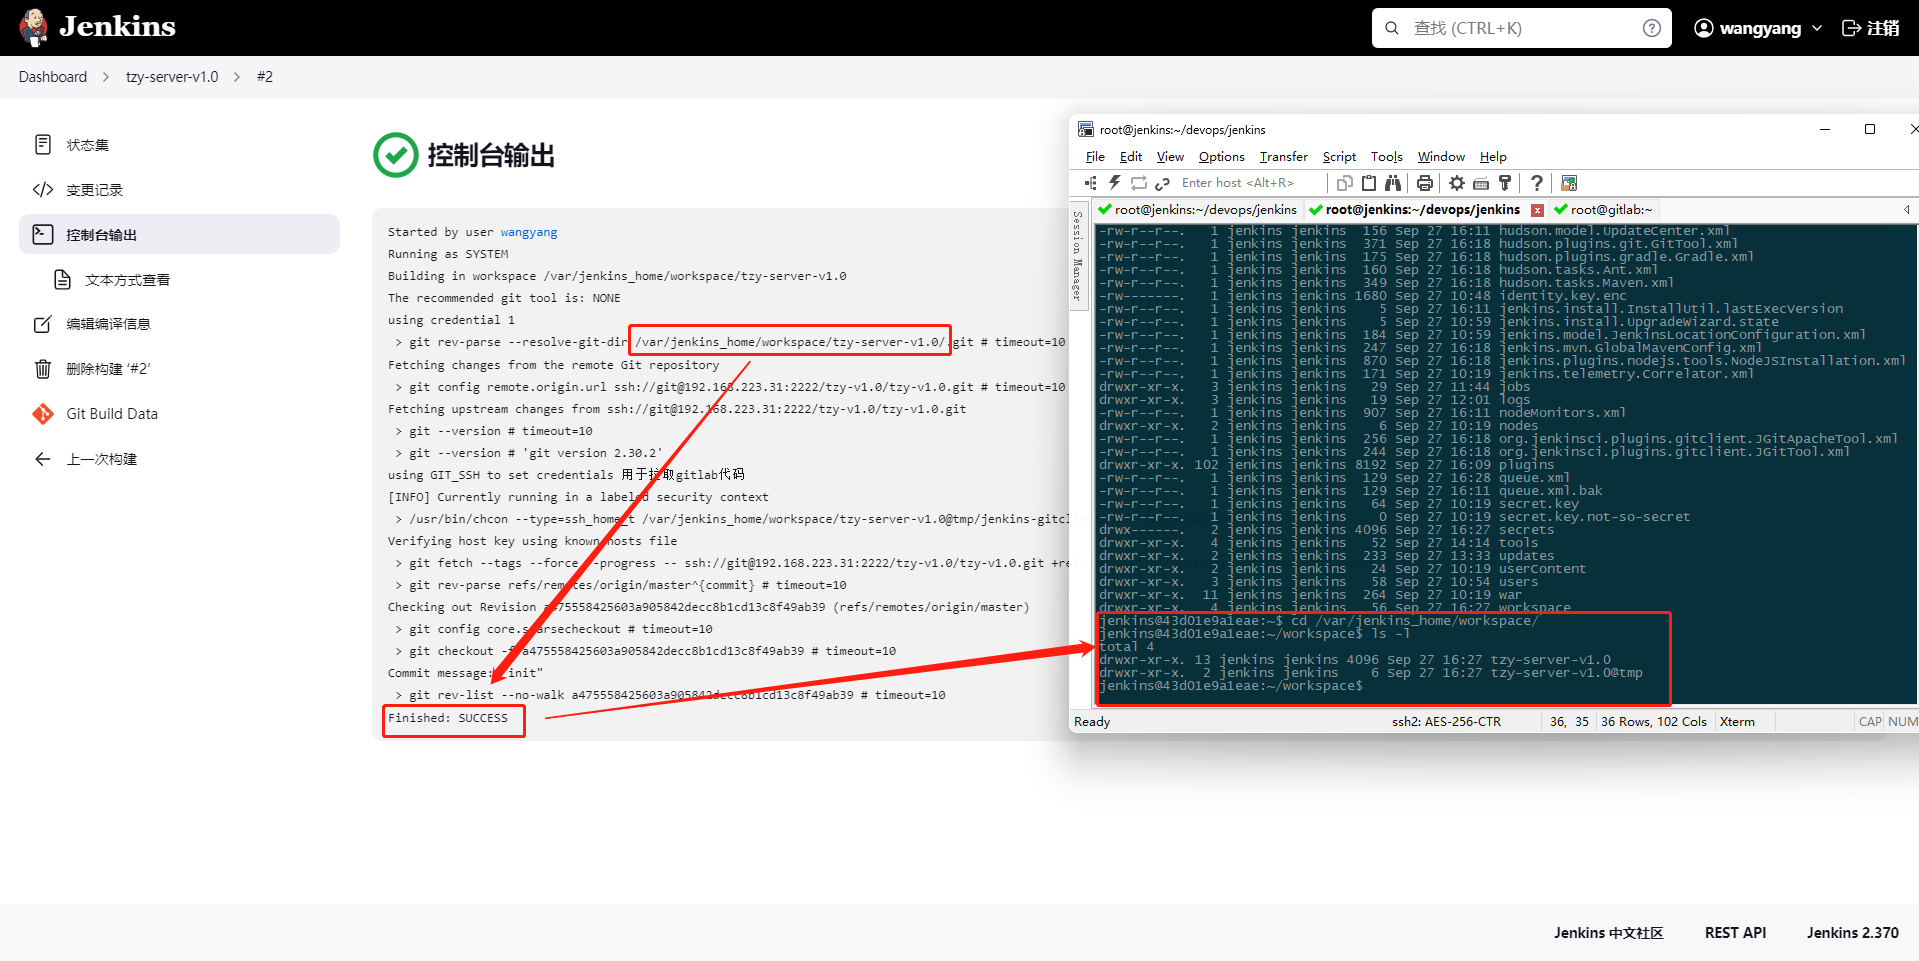 Jenkins
查找 (CTRL+K)
wangyang
注销
Dashboard
tzy-server-v1.0
#2
状态集
变更记录
控制台输出
文本方式查看
编辑编译信息
删除构建 ‘#2’
Git Build Data
上一次构建
控制台输出
Started by user wangyang
Running as SYSTEM
Building in workspace /var/jenkins_home/workspace/tzy-server-v1.0
The recommended git tool is: NONE
using credential 1
> git rev-parse --resolve-git-dir /var/jenkins_home/workspace/tzy-server-v1.0/.git # timeout=10
Fetching changes from the remote Git repository
> git config remote.origin.url ssh://git@192.168.223.31:2222/tzy-v1.0/tzy-v1.0.git # timeout=10
Fetching upstream changes from ssh://git@192.168.223.31:2222/tzy-v1.0/tzy-v1.0.git
> git --version # timeout=10
> git --version # 'git version 2.30.2'
using GIT_SSH to set credentials 用于拉取gitlab代码
[INFO] Currently running in a labeled security context
> /usr/bin/chcon --type=ssh_home_t /var/jenkins_home/workspace/tzy-server-v1.0@tmp/jenkins-gitcl
Verifying host key using known hosts file
> git fetch --tags --force --progress -- ssh://git@192.168.223.31:2222/tzy-v1.0/tzy-v1.0.git +re
> git rev-parse refs/remotes/origin/master^{commit} # timeout=10
Checking out Revision a475558425603a905842decc8b1cd13c8f49ab39 (refs/remotes/origin/master)
> git config core.sparsecheckout # timeout=10
> git checkout -f a475558425603a905842decc8b1cd13c8f49ab39 # timeout=10
Commit message: "init"
> git rev-list --no-walk a475558425603a905842decc8b1cd13c8f49ab39 # timeout=10
Finished: SUCCESS
root@jenkins:~/devops/jenkins
File Edit View Options Transfer Script Tools Window Help
Enter host <Alt+R>
Session Manager
root@jenkins:~/devops/jenkins
root@jenkins:~/devops/jenkins
root@gitlab:~
-rw-r--r--. 1 jenkins jenkins 156 Sep 27 16:11 hudson.model.UpdateCenter.xml
-rw-r--r--. 1 jenkins jenkins 371 Sep 27 16:18 hudson.plugins.git.GitTool.xml
-rw-r--r--. 1 jenkins jenkins 175 Sep 27 16:18 hudson.plugins.gradle.Gradle.xml
-rw-r--r--. 1 jenkins jenkins 160 Sep 27 16:18 hudson.tasks.Ant.xml
-rw-r--r--. 1 jenkins jenkins 349 Sep 27 16:18 hudson.tasks.Maven.xml
-rw-------. 1 jenkins jenkins 1680 Sep 27 10:48 identity.key.enc
-rw-r--r--. 1 jenkins jenkins 5 Sep 27 16:11 jenkins.install.InstallUtil.lastExecVersion
-rw-r--r--. 1 jenkins jenkins 5 Sep 27 10:59 jenkins.install.UpgradeWizard.state
-rw-r--r--. 1 jenkins jenkins 184 Sep 27 10:59 jenkins.model.JenkinsLocationConfiguration.xml
-rw-r--r--. 1 jenkins jenkins 247 Sep 27 16:18 jenkins.mvn.GlobalMavenConfig.xml
-rw-r--r--. 1 jenkins jenkins 870 Sep 27 16:18 jenkins.plugins.nodejs.tools.NodeJSInstallation.xml
-rw-r--r--. 1 jenkins jenkins 171 Sep 27 10:19 jenkins.telemetry.Correlator.xml
drwxr-xr-x. 3 jenkins jenkins 29 Sep 27 11:44 jobs
drwxr-xr-x. 3 jenkins jenkins 19 Sep 27 12:01 logs
-rw-r--r--. 1 jenkins jenkins 907 Sep 27 16:11 nodeMonitors.xml
drwxr-xr-x. 2 jenkins jenkins 6 Sep 27 10:19 nodes
-rw-r--r--. 1 jenkins jenkins 256 Sep 27 16:18 org.jenkinsci.plugins.gitclient.JGitApacheTool.xml
-rw-r--r--. 1 jenkins jenkins 244 Sep 27 16:18 org.jenkinsci.plugins.gitclient.JGitTool.xml
drwxr-xr-x. 102 jenkins jenkins 8192 Sep 27 16:09 plugins
-rw-r--r--. 1 jenkins jenkins 129 Sep 27 16:28 queue.xml
-rw-r--r--. 1 jenkins jenkins 129 Sep 27 16:11 queue.xml.bak
-rw-r--r--. 1 jenkins jenkins 64 Sep 27 10:19 secret.key
-rw-r--r--. 1 jenkins jenkins 0 Sep 27 10:19 secret.key.not-so-secret
drwx------. 2 jenkins jenkins 4096 Sep 27 16:27 secrets
drwxr-xr-x. 4 jenkins jenkins 52 Sep 27 14:14 tools
drwxr-xr-x. 2 jenkins jenkins 233 Sep 27 13:33 updates
drwxr-xr-x. 2 jenkins jenkins 24 Sep 27 10:19 userContent
drwxr-xr-x. 3 jenkins jenkins 58 Sep 27 10:54 users
drwxr-xr-x. 11 jenkins jenkins 264 Sep 27 10:19 war
drwxr-xr-x. 4 jenkins jenkins 56 Sep 27 16:27 workspace
jenkins@43d01e9a1eae:~$ cd /var/jenkins_home/workspace/
jenkins@43d01e9a1eae:~/workspace$ ls -l
total 4
drwxr-xr-x. 13 jenkins jenkins 4096 Sep 27 16:27 tzy-server-v1.0
drwxr-xr-x. 2 jenkins jenkins 6 Sep 27 16:27 tzy-server-v1.0@tmp
jenkins@43d01e9a1eae:~/workspace$
Ready
ssh2: AES-256-CTR
36, 35
36 Rows, 102 Cols
Xterm
CAP NUM
Jenkins 中文社区
REST API
Jenkins 2.370